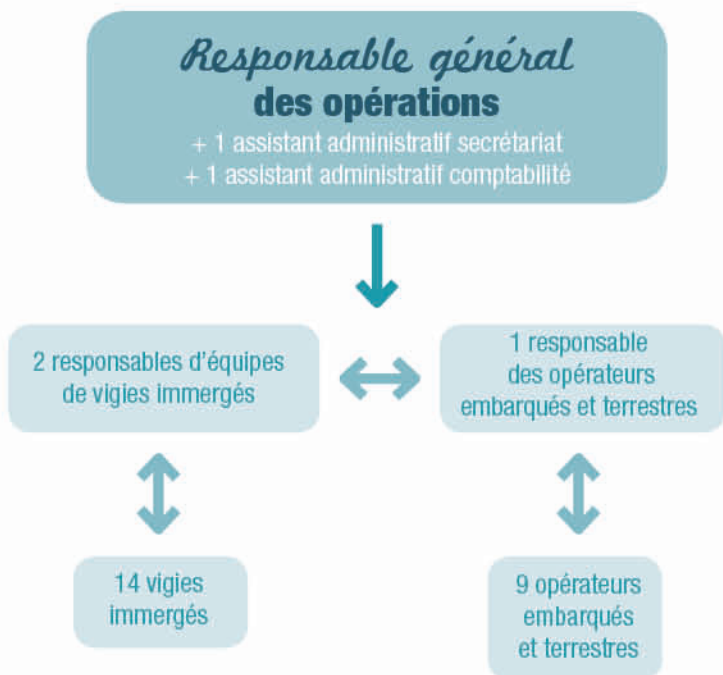 Responsable général
des opérations
+ 1 assistant administratif secrétariat
+ 1 assistant administratif comptabilité
2 responsables d'équipes
de vigies immergés
1 responsable
des opérateurs
embarqués et terrestres
14 vigies
immergés
9 opérateurs
embarqués
et terrestres